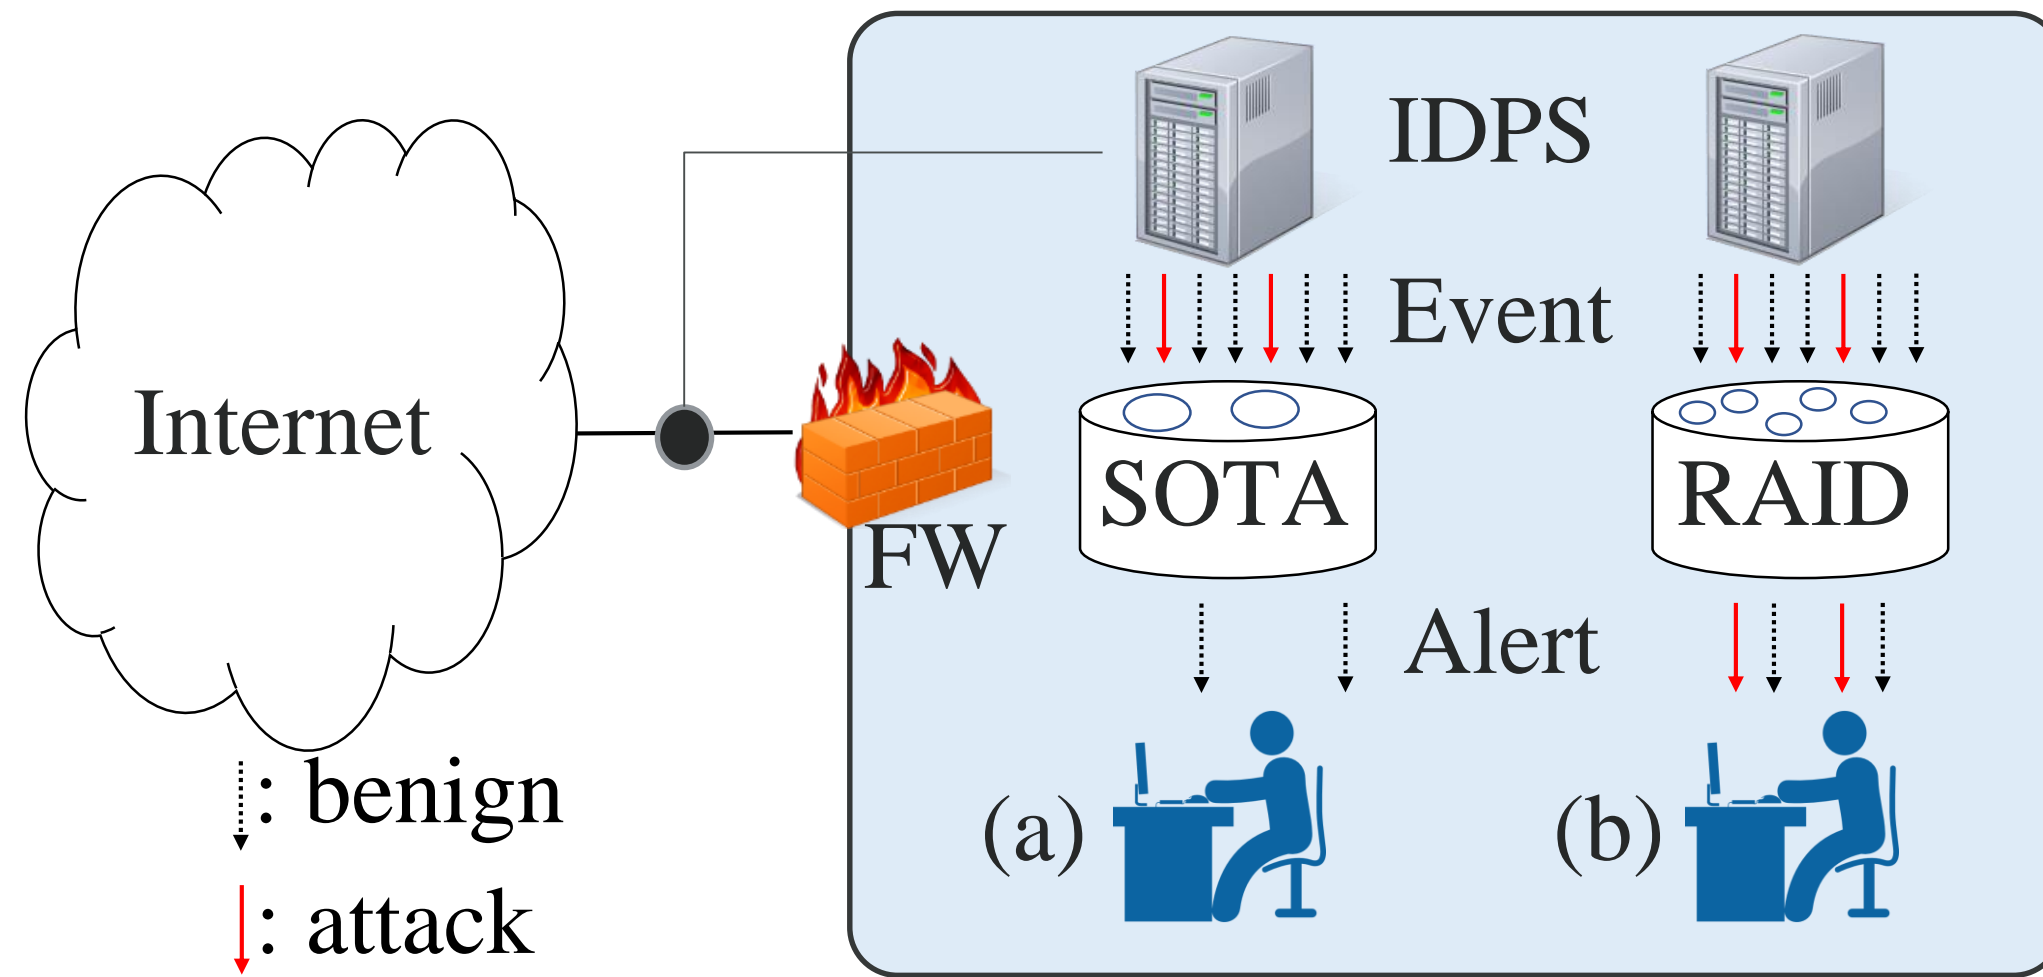 IDPS
Event
Internet
SOTA
RAID
FW
Alert
: benign
(a)
(b)
: attack